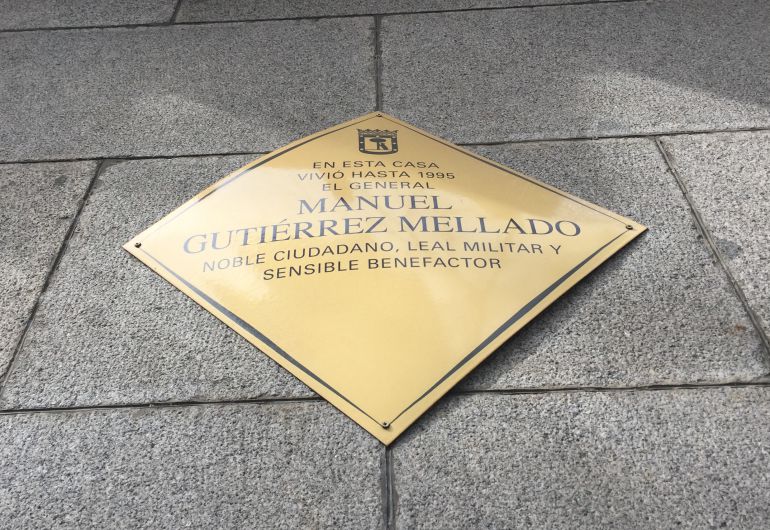 EN ESTA CASA
VIVIÓ HASTA 1995
EL GENERAL
MANUEL
GUTIÉRREZ MELLADO
NOBLE CIUDADANO, LEAL MILITAR Y
SENSIBLE BENEFACTOR